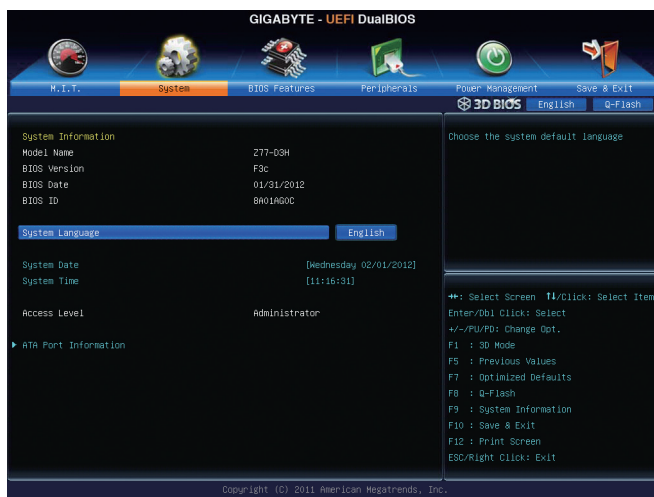 GIGABYTE - UEFI DualBIOS
M.I.T. System BIOS Features Peripherals Power Management Save & Exit
3D BIOS English Q-Flash
System Information
Model Name Z77-D3H
BIOS Version F3c
BIOS Date 01/31/2012
BIOS ID 8A01AG0C
System Language English
System Date [Wednesday 02/01/2012]
System Time [11:16:31]
Access Level Administrator
ATA Port Information
Choose the system default language
→←: Select Screen ↑↓/Click: Select Item
Enter/Dbl Click: Select
+/-/PU/PD: Change Opt.
F1 : 3D Mode
F5 : Previous Values
F7 : Optimized Defaults
F8 : Q-Flash
F9 : System Information
F10 : Save & Exit
F12 : Print Screen
ESC/Right Click: Exit
Copyright (C) 2011 American Megatrends, Inc.